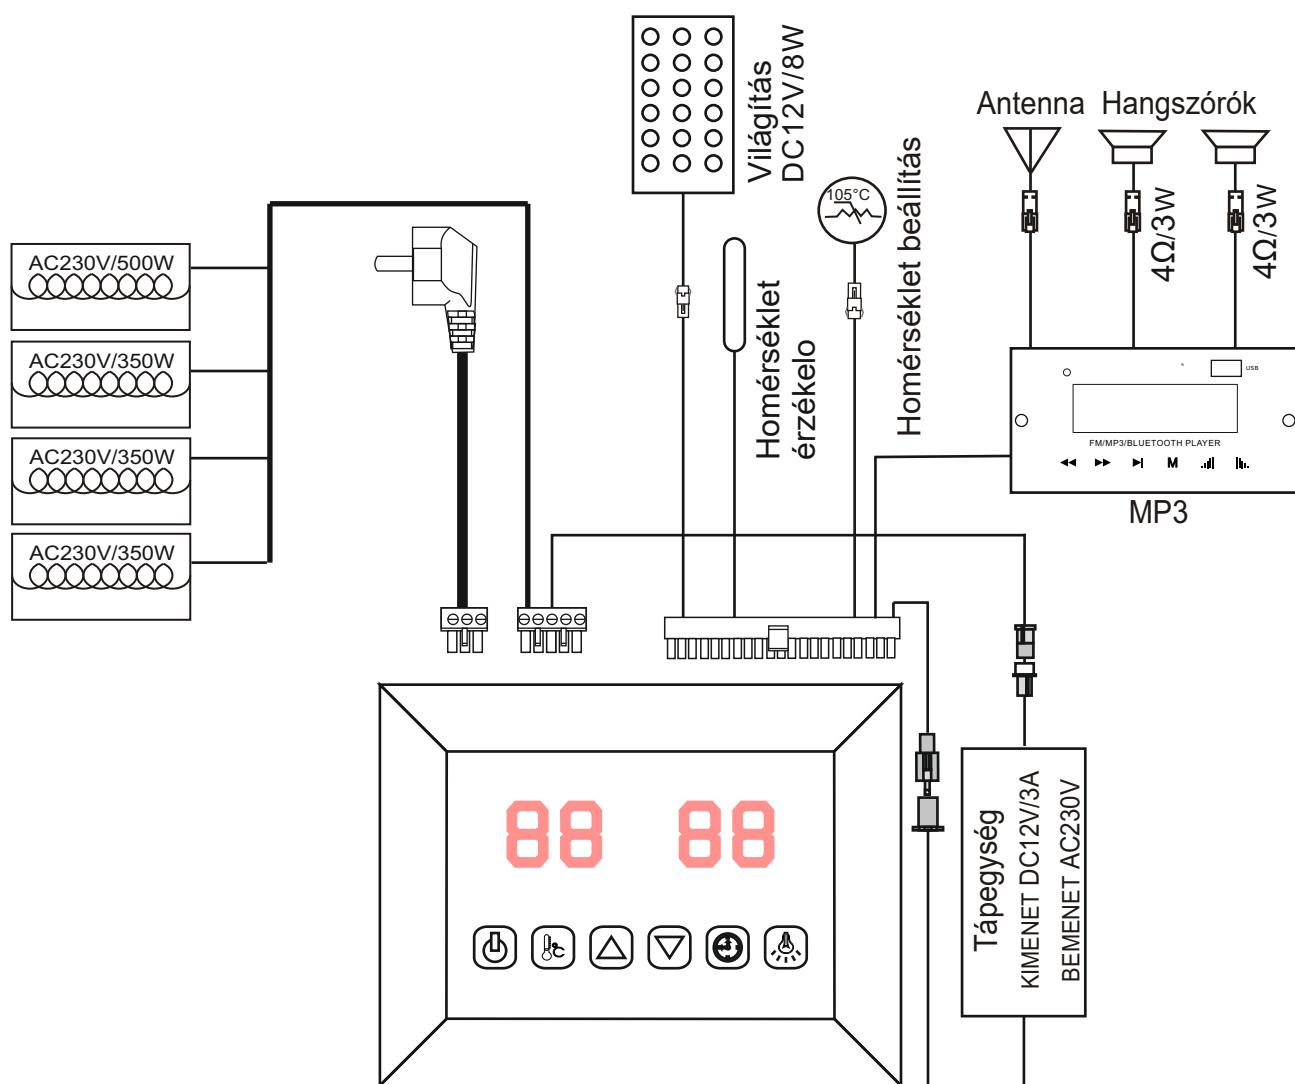 Antenna Hangszórók
Világítás
DC12V/8W
105°C
4Ω/3W
4Ω/3W
Homérséklet beállítás
AC230V/500W
AC230V/350W
AC230V/350W
AC230V/350W
Homérséklet
érzékelo
USB
FM/MP3/BLUETOOTH PLAYER
M
MP3
88 88
°C
Tápegység
KIMENET DC12V/3A
BEMENET AC230V